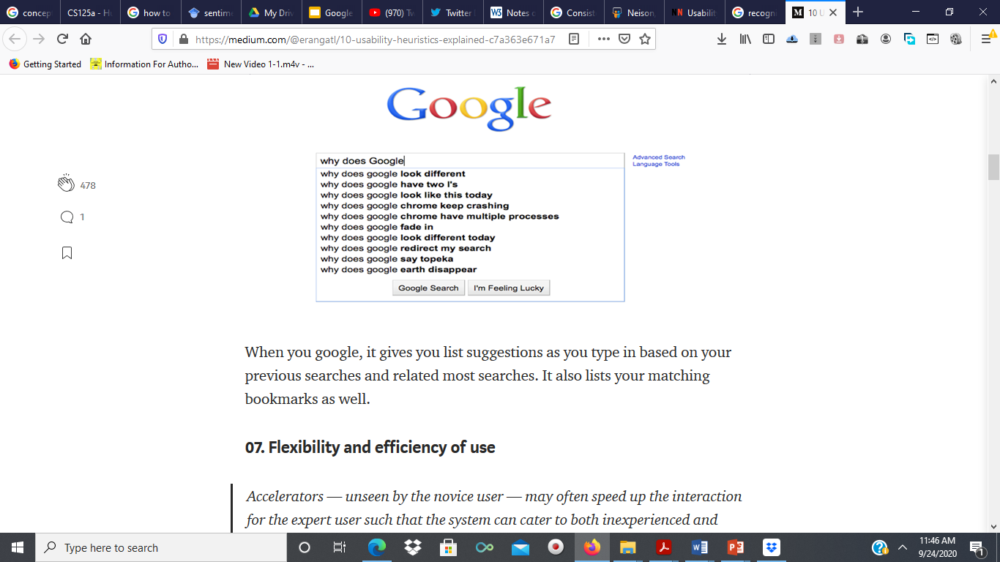 concep
CS125a - Hu
how to
sentime
My Driv
Google
(970) Tw
Twitter
Notes o
Consist
Neison,
Usabilit
recogni
10 U
https://medium.com/@erangatl/10-usability-heuristics-explained-c7a363e671a7
Getting Started
Information For Autho...
New Video 1-1.m4v - ...
Google
why does Google
Advanced Search
Language Tools
why does google look different
why does google have two l's
why does google look like this today
why does google chrome keep crashing
why does google chrome have multiple processes
why does google fade in
why does google look different today
why does google redirect my search
why does google say topeka
why does google earth disappear
Google Search
I'm Feeling Lucky
478
1
When you google, it gives you list suggestions as you type in based on your
previous searches and related most searches. It also lists your matching
bookmarks as well.
07. Flexibility and efficiency of use
Accelerators — unseen by the novice user — may often speed up the interaction
for the expert user such that the system can cater to both inexperienced and
Type here to search
11:46 AM
9/24/2020
1